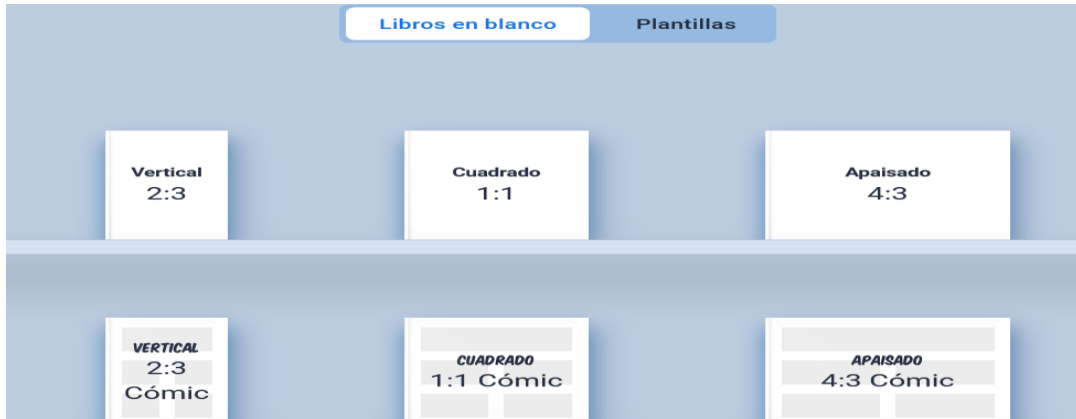 Libros en blanco Plantillas
Vertical
2:3
Cuadrado
1:1
Apaisado
4:3
VERTICAL
2:3
Cómic
CUADRADO
1:1 Cómic
APAISADO
4:3 Cómic